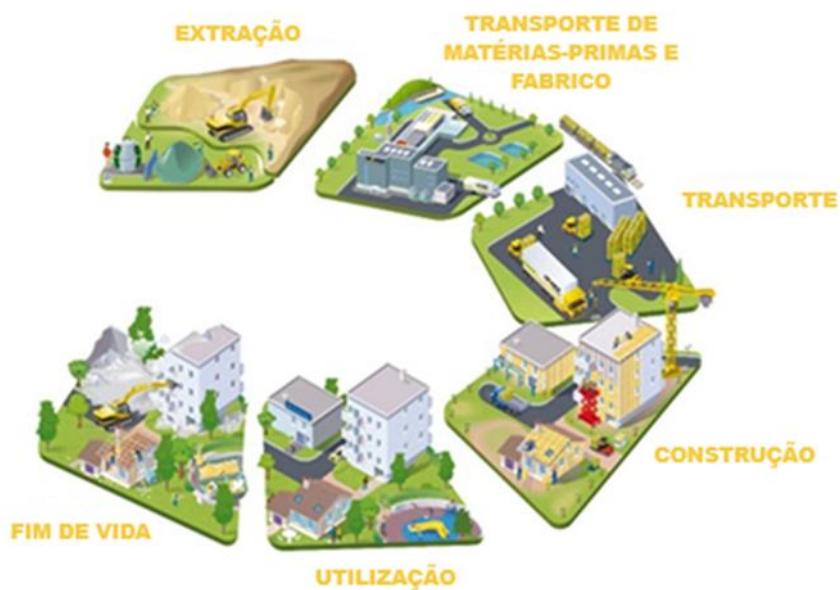 EXTRAÇÃO
TRANSPORTE DE
MATÉRIAS-PRIMAS E
FABRICO
TRANSPORTE
CONSTRUÇÃO
UTILIZAÇÃO
FIM DE VIDA